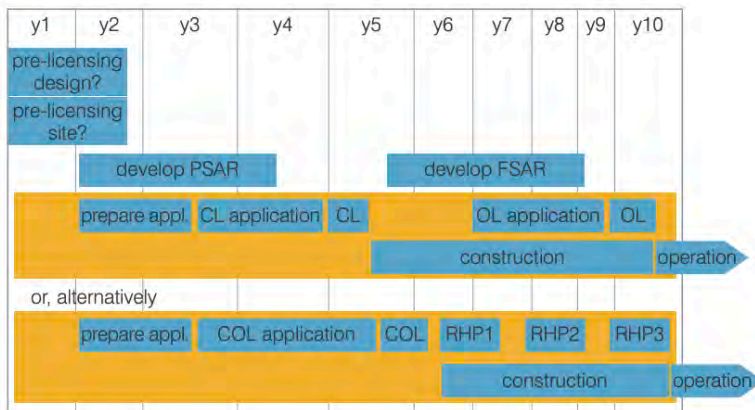 y1 y2 y3 y4 y5 y6 y7 y8 y9 y10
pre-licensing
design?
pre-licensing
site?
develop PSAR develop FSAR
prepare appl. CL application CL OL application OL
construction operation
or, alternatively
prepare appl. COL application COL RHP1 RHP2 RHP3
construction operation